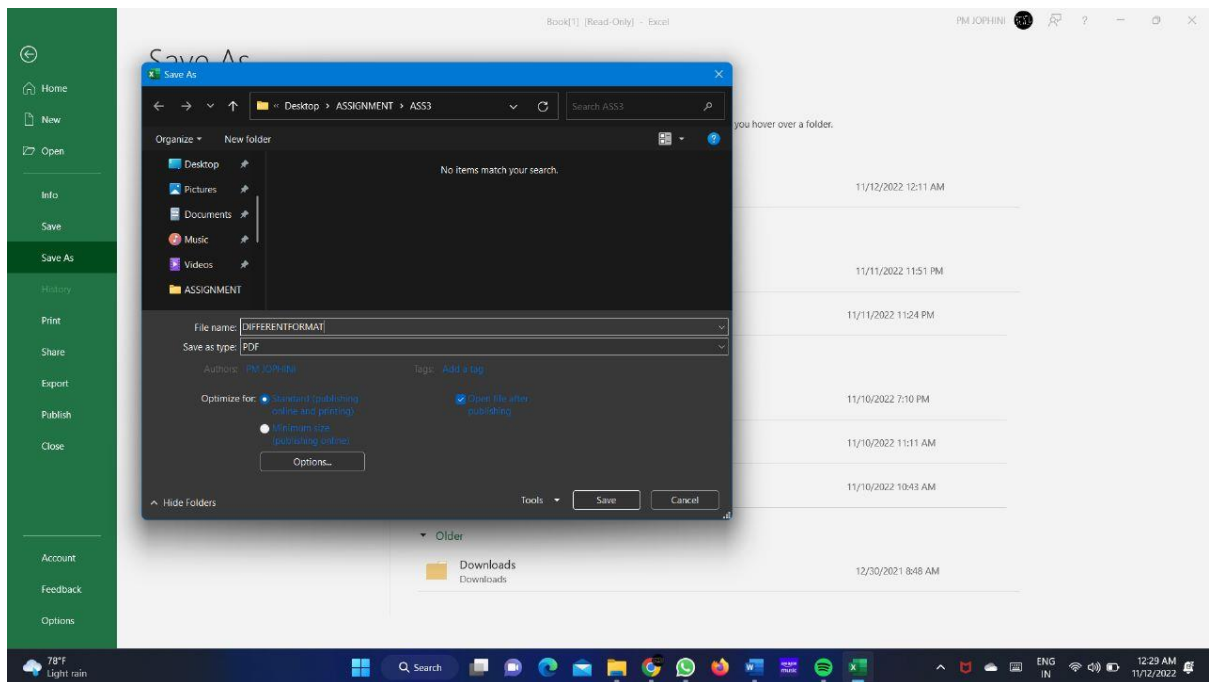 Book[1] [Read-Only] - Excel
PM JOPHINI
?
Save As
Home
New
Open
Info
Save
Save As
History
Print
Share
Export
Publish
Close
Account
Feedback
Options
Save As
« Desktop > ASSIGNMENT > ASS3
Search ASS3
Organize
New folder
Desktop
Pictures
Documents
Music
Videos
ASSIGNMENT
No items match your search.
File name: DIFFERENTFORMAT
Save as type: PDF
Authors: PM JOPHINI
Tags: Add a tag
Optimize for: Standard (publishing
online and printing)
Minimum size
(publishing online)
Open file after
publishing
Options...
Hide Folders
Tools
Save
Cancel
you hover over a folder.
11/12/2022 12:11 AM
11/11/2022 11:51 PM
11/11/2022 11:24 PM
11/10/2022 7:10 PM
11/10/2022 11:11 AM
11/10/2022 10:43 AM
Older
Downloads
Downloads
12/30/2021 8:48 AM
78°F
Light rain
Search
ENG
IN
12:29 AM
11/12/2022